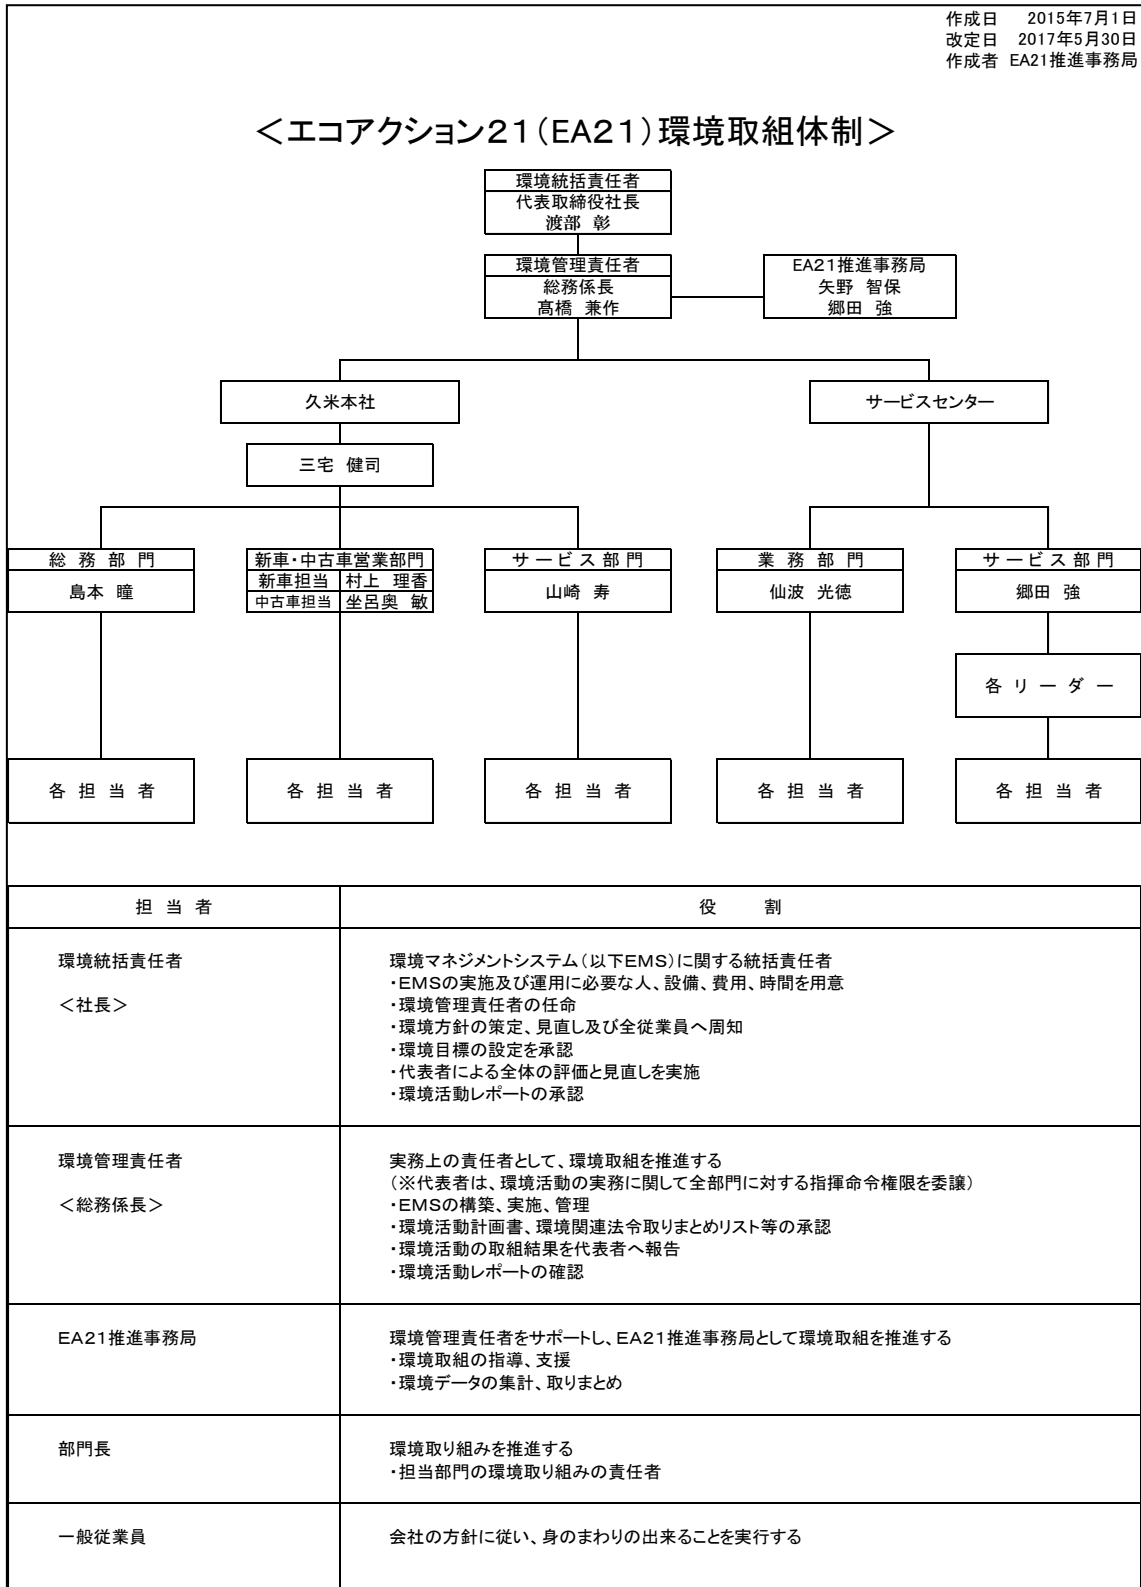 作成日 2015年7月1日
改定日 2017年5月30日
作成者 EA21推進事務局
＜エコアクション２１（EA２１）環境取組体制＞
環境統括責任者
代表取締役社長
渡部 彰
環境管理責任者
総務係長
髙橋 兼作
EA21推進事務局
矢野 智保
郷田 強
久米本社
サービスセンター
三宅 健司
総 務 部 門
島本 瞳
新車・中古車営業部門
新車担当 村上 理香
中古車担当 坐呂奥 敏
サ ー ビ ス 部 門
山崎 寿
業 務 部 門
仙波 光徳
サ ー ビ ス 部 門
郷田 強
各 リ ー ダ ー
各 担 当 者
各 担 当 者
各 担 当 者
各 担 当 者
各 担 当 者
担 当 者
役 割
環境統括責任者
＜社長＞
環境マネジメントシステム（以下EMS）に関する統括責任者
・EMSの実施及び運用に必要な人、設備、費用、時間を用意
・環境管理責任者の任命
・環境方針の策定、見直し及び全従業員へ周知
・環境目標の設定を承認
・代表者による全体の評価と見直しを実施
・環境活動レポートの承認
環境管理責任者
＜総務係長＞
実務上の責任者として、環境取組を推進する
（※代表者は、環境活動の実務に関して全部門に対する指揮命令権限を委譲）
・EMSの構築、実施、管理
・環境活動計画書、環境関連法令取りまとめリスト等の承認
・環境活動の取組結果を代表者へ報告
・環境活動レポートの確認
EA21推進事務局
環境管理責任者をサポートし、EA21推進事務局として環境取組を推進する
・環境取組の指導、支援
・環境データの集計、取りまとめ
部門長
環境取り組みを推進する
・担当部門の環境取り組みの責任者
一般従業員
会社の方針に従い、身のまわりの出来ることを実行する